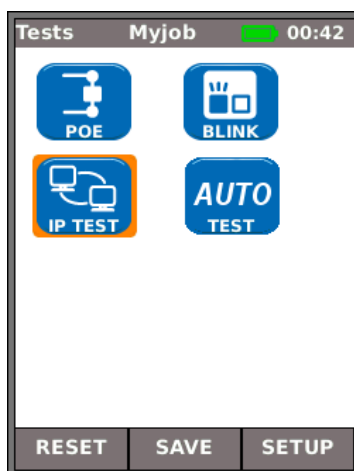 Tests Myjob 00:42
POE BLINK
IP TEST AUTO TEST
RESET SAVE SETUP